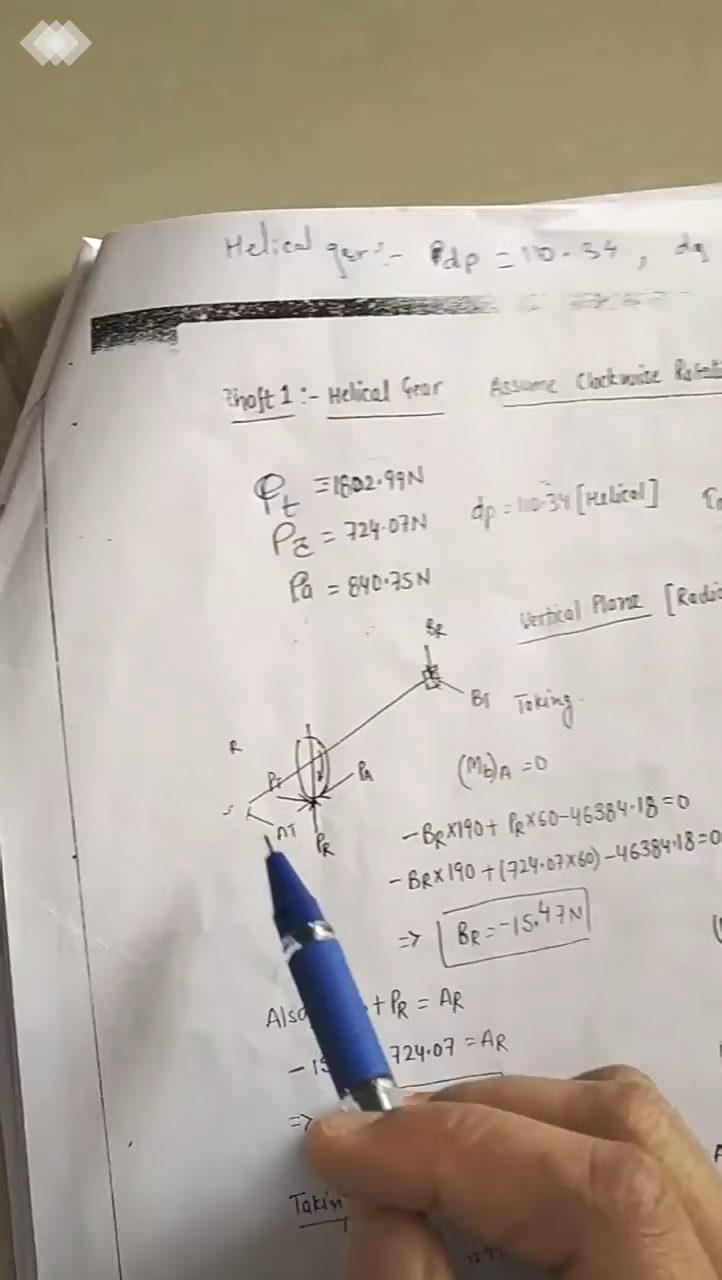 Helical gear :- dp = 110.34 , dg
Shaft 1 :- Helical Gear Assume Clockwise
Pt = 1802.99N
Pr = 724.07N dp = 110.34 [Helical]
Pa = 840.75N
Vertical Plane
BR
BT Taking
R
PA
(Mb)A = 0
AT
PR
-BR×190 + PR×60 - 46384.18 = 0
-BR×190 + (724.07×60) - 46384.18 = 0
=> BR = -15.47N
+ PR = AR
724.07 = AR
=>